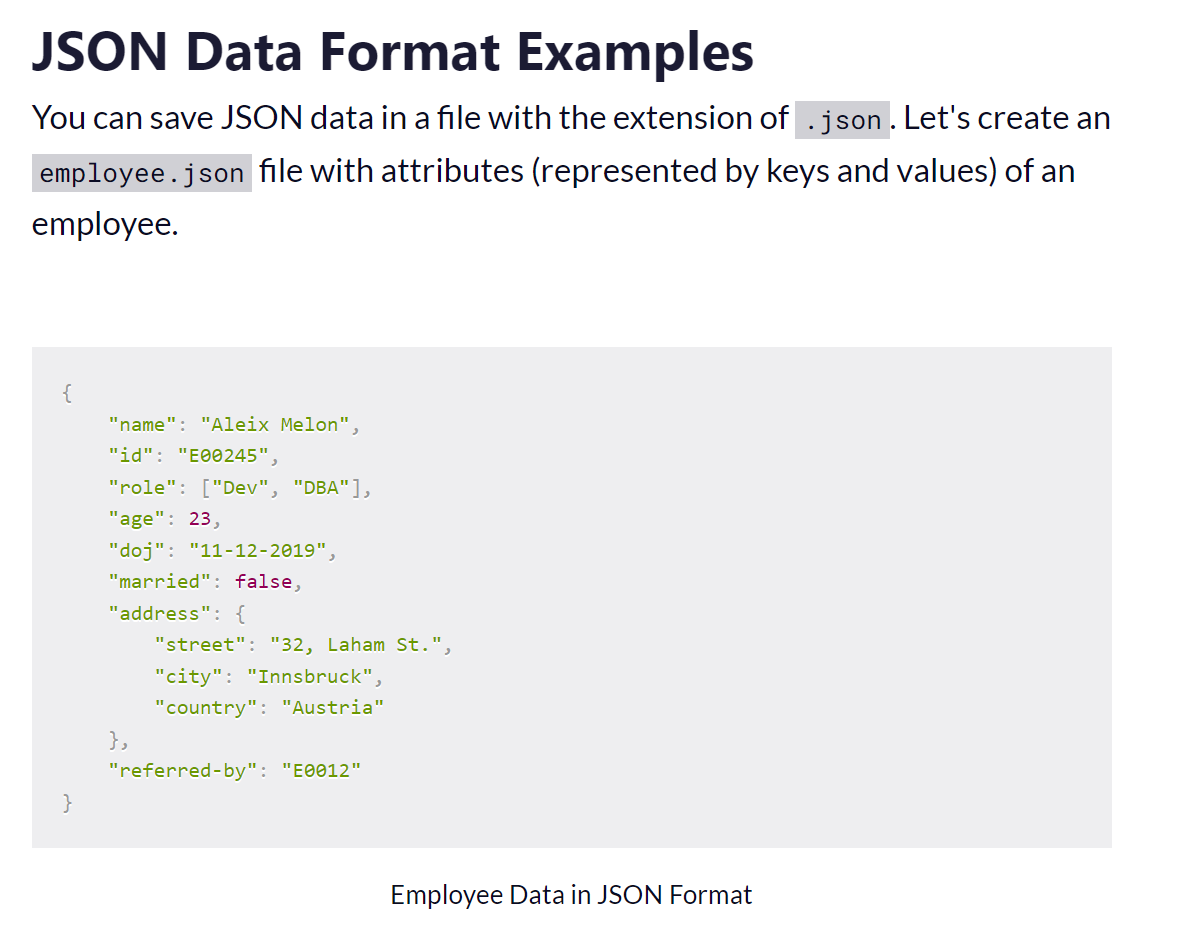 JSON Data Format Examples
You can save JSON data in a file with the extension of .json. Let's create an
employee.json file with attributes (represented by keys and values) of an
employee.
{
    "name": "Aleix Melon",
    "id": "E00245",
    "role": ["Dev", "DBA"],
    "age": 23,
    "doj": "11-12-2019",
    "married": false,
    "address": {
        "street": "32, Laham St.",
        "city": "Innsbruck",
        "country": "Austria"
    },
    "referred-by": "E0012"
}
Employee Data in JSON Format